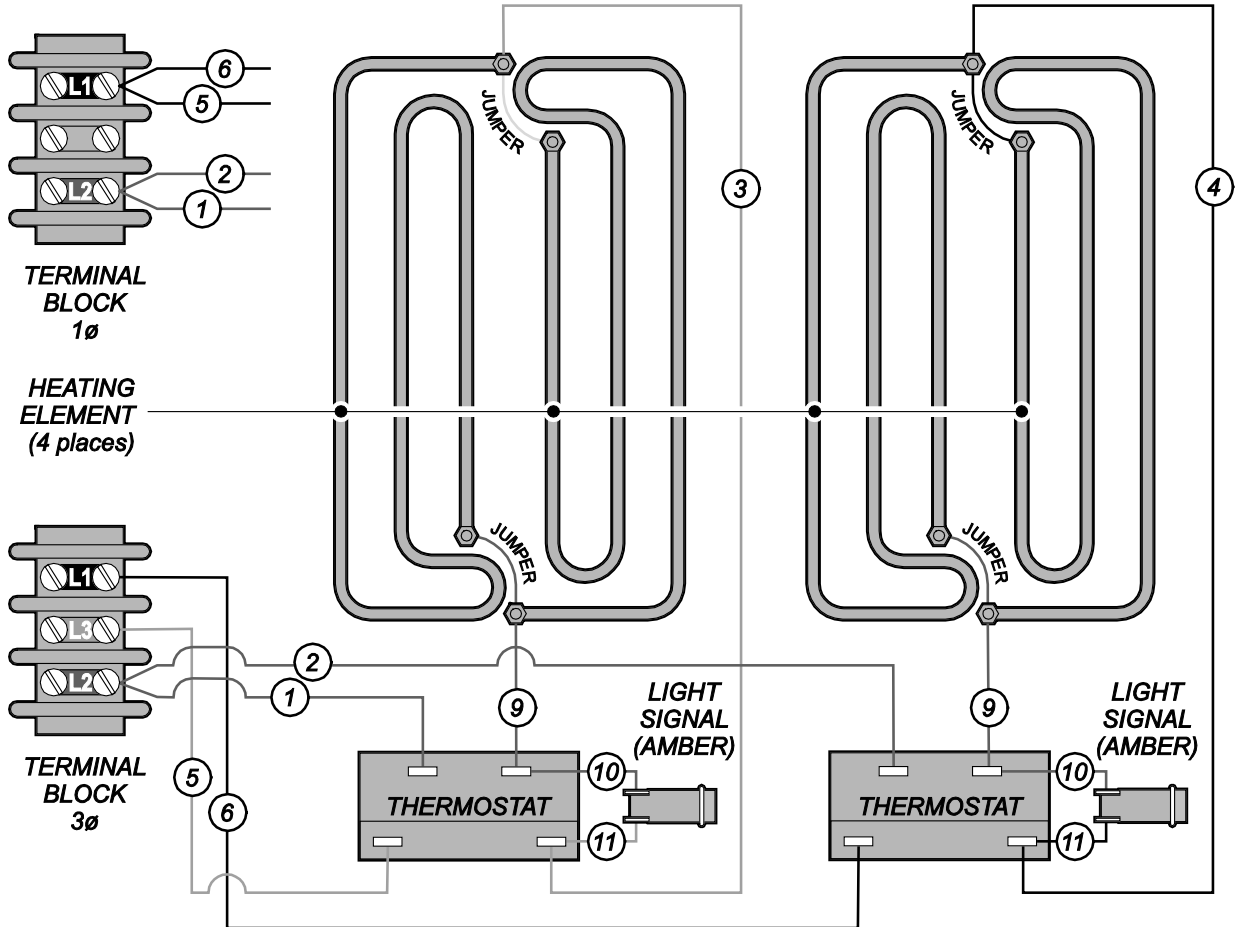 L1
6
5
2
L2
1
TERMINAL
BLOCK
1ø
JUMPER
JUMPER
3
4
HEATING
ELEMENT
(4 places)
JUMPER
JUMPER
L1
L3
L2
2
1
TERMINAL
BLOCK
3ø
5
6
9
LIGHT
SIGNAL
(AMBER)
10
THERMOSTAT
11
9
LIGHT
SIGNAL
(AMBER)
10
THERMOSTAT
11